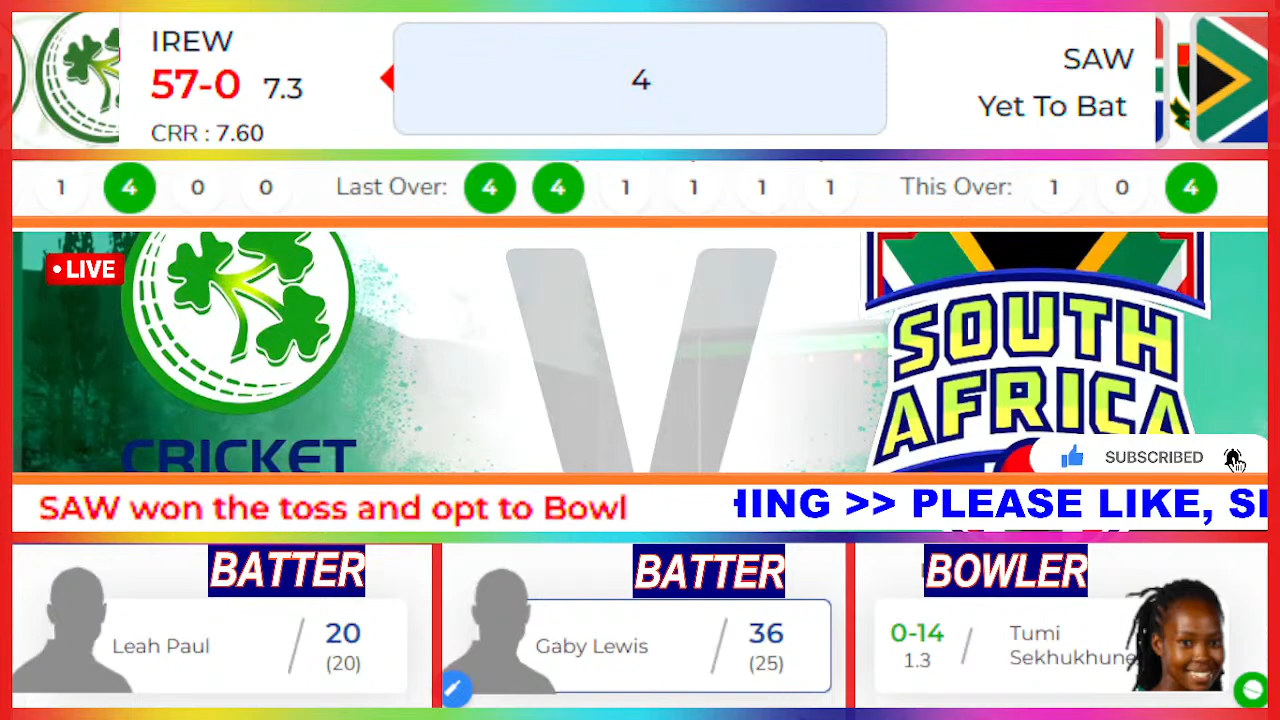 IREW
57-0 7.3
CRR : 7.60
4
SAW
Yet To Bat
1 4 0 0 Last Over: 4 4 1 1 1 1 This Over: 1 0 4
• LIVE
CRICKET
V
SOUTH
AFRICA
SUBSCRIBED
SAW won the toss and opt to Bowl
HING >> PLEASE LIKE, S
BATTER
Leah Paul
20
(20)
BATTER
Gaby Lewis
36
(25)
BOWLER
0-14
1.3
Tumi
Sekhukhune